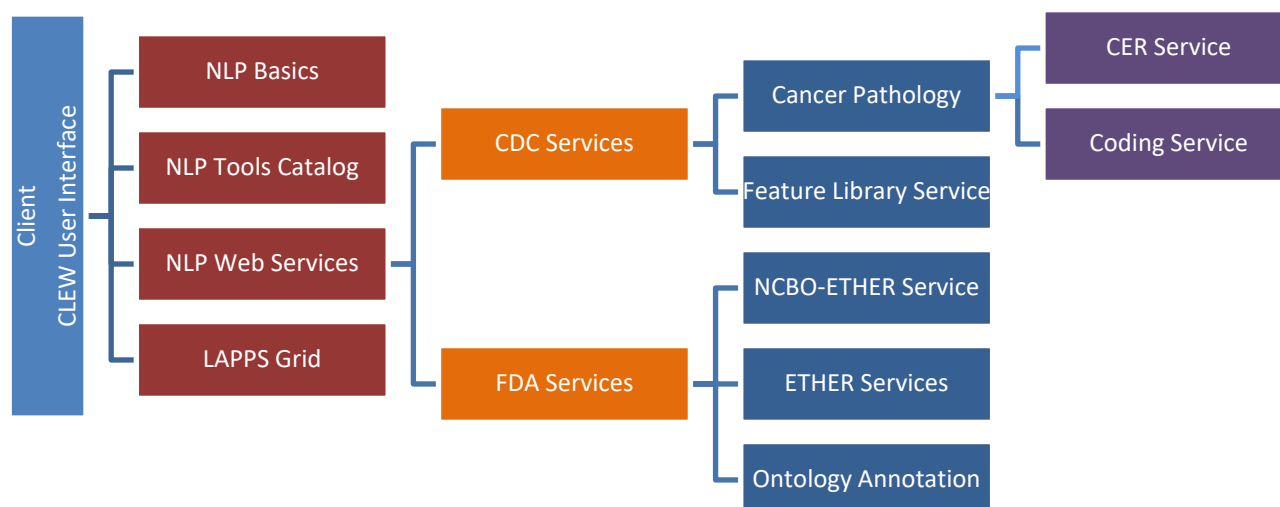 Client
CLEW User Interface
NLP Basics
NLP Tools Catalog
NLP Web Services
LAPPS Grid
CDC Services
FDA Services
Cancer Pathology
Feature Library Service
NCBO-ETHER Service
ETHER Services
Ontology Annotation
CER Service
Coding Service